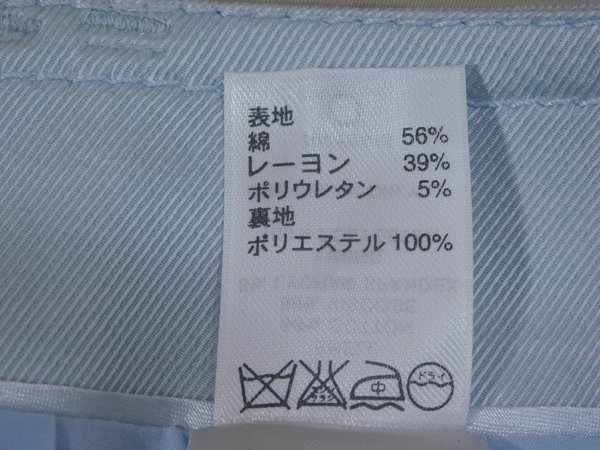 表地
綿 56%
レーヨン 39%
ポリウレタン 5%
裏地
ポリエステル 100%
中 ドライ